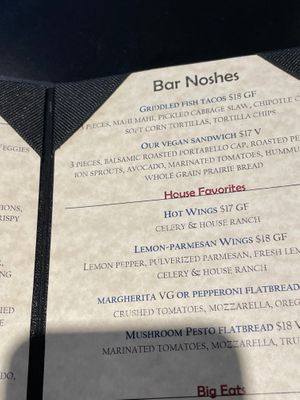 Bar Noshes
GRIDDLED FISH TACOS $18 GF
3 PIECES, MAHI MAHI, PICKLED CABBAGE SLAW, CHIPOTLE
SOFT CORN TORTILLAS, TORTILLA CHIPS
VEGGIES
OUR VEGAN SANDWICH $17 V
3 PIECES, BALSAMIC ROASTED PORTABELLO CAP, ROASTED
ION SPROUTS, AVOCADO, MARINATED TOMATOES,
WHOLE GRAIN PRAIRIE BREAD
House Favorites
HOT WINGS $17 GF
CELERY & HOUSE RANCH
LEMON-PARMESAN WINGS $18 GF
LEMON PEPPER, PULVERIZED PARMESAN, FRESH
CELERY & HOUSE RANCH
MARGHERITA VG OR PEPPERONI FLATBREAD
CRUSHED TOMATOES, MOZZARELLA,
MUSHROOM PESTO FLATBREAD $18
MARINATED TOMATOES, MOZZARELLA,
Big Eats